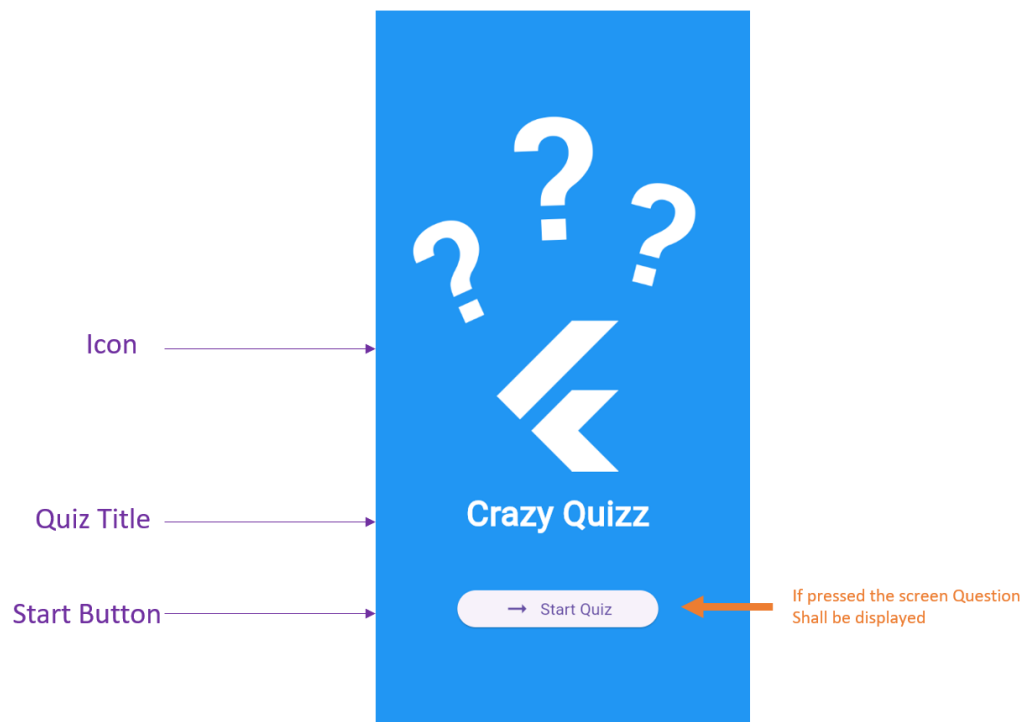 ?
?
?
Icon
Quiz Title
Crazy Quizz
Start Button
→ Start Quiz
If pressed the screen Question
Shall be displayed